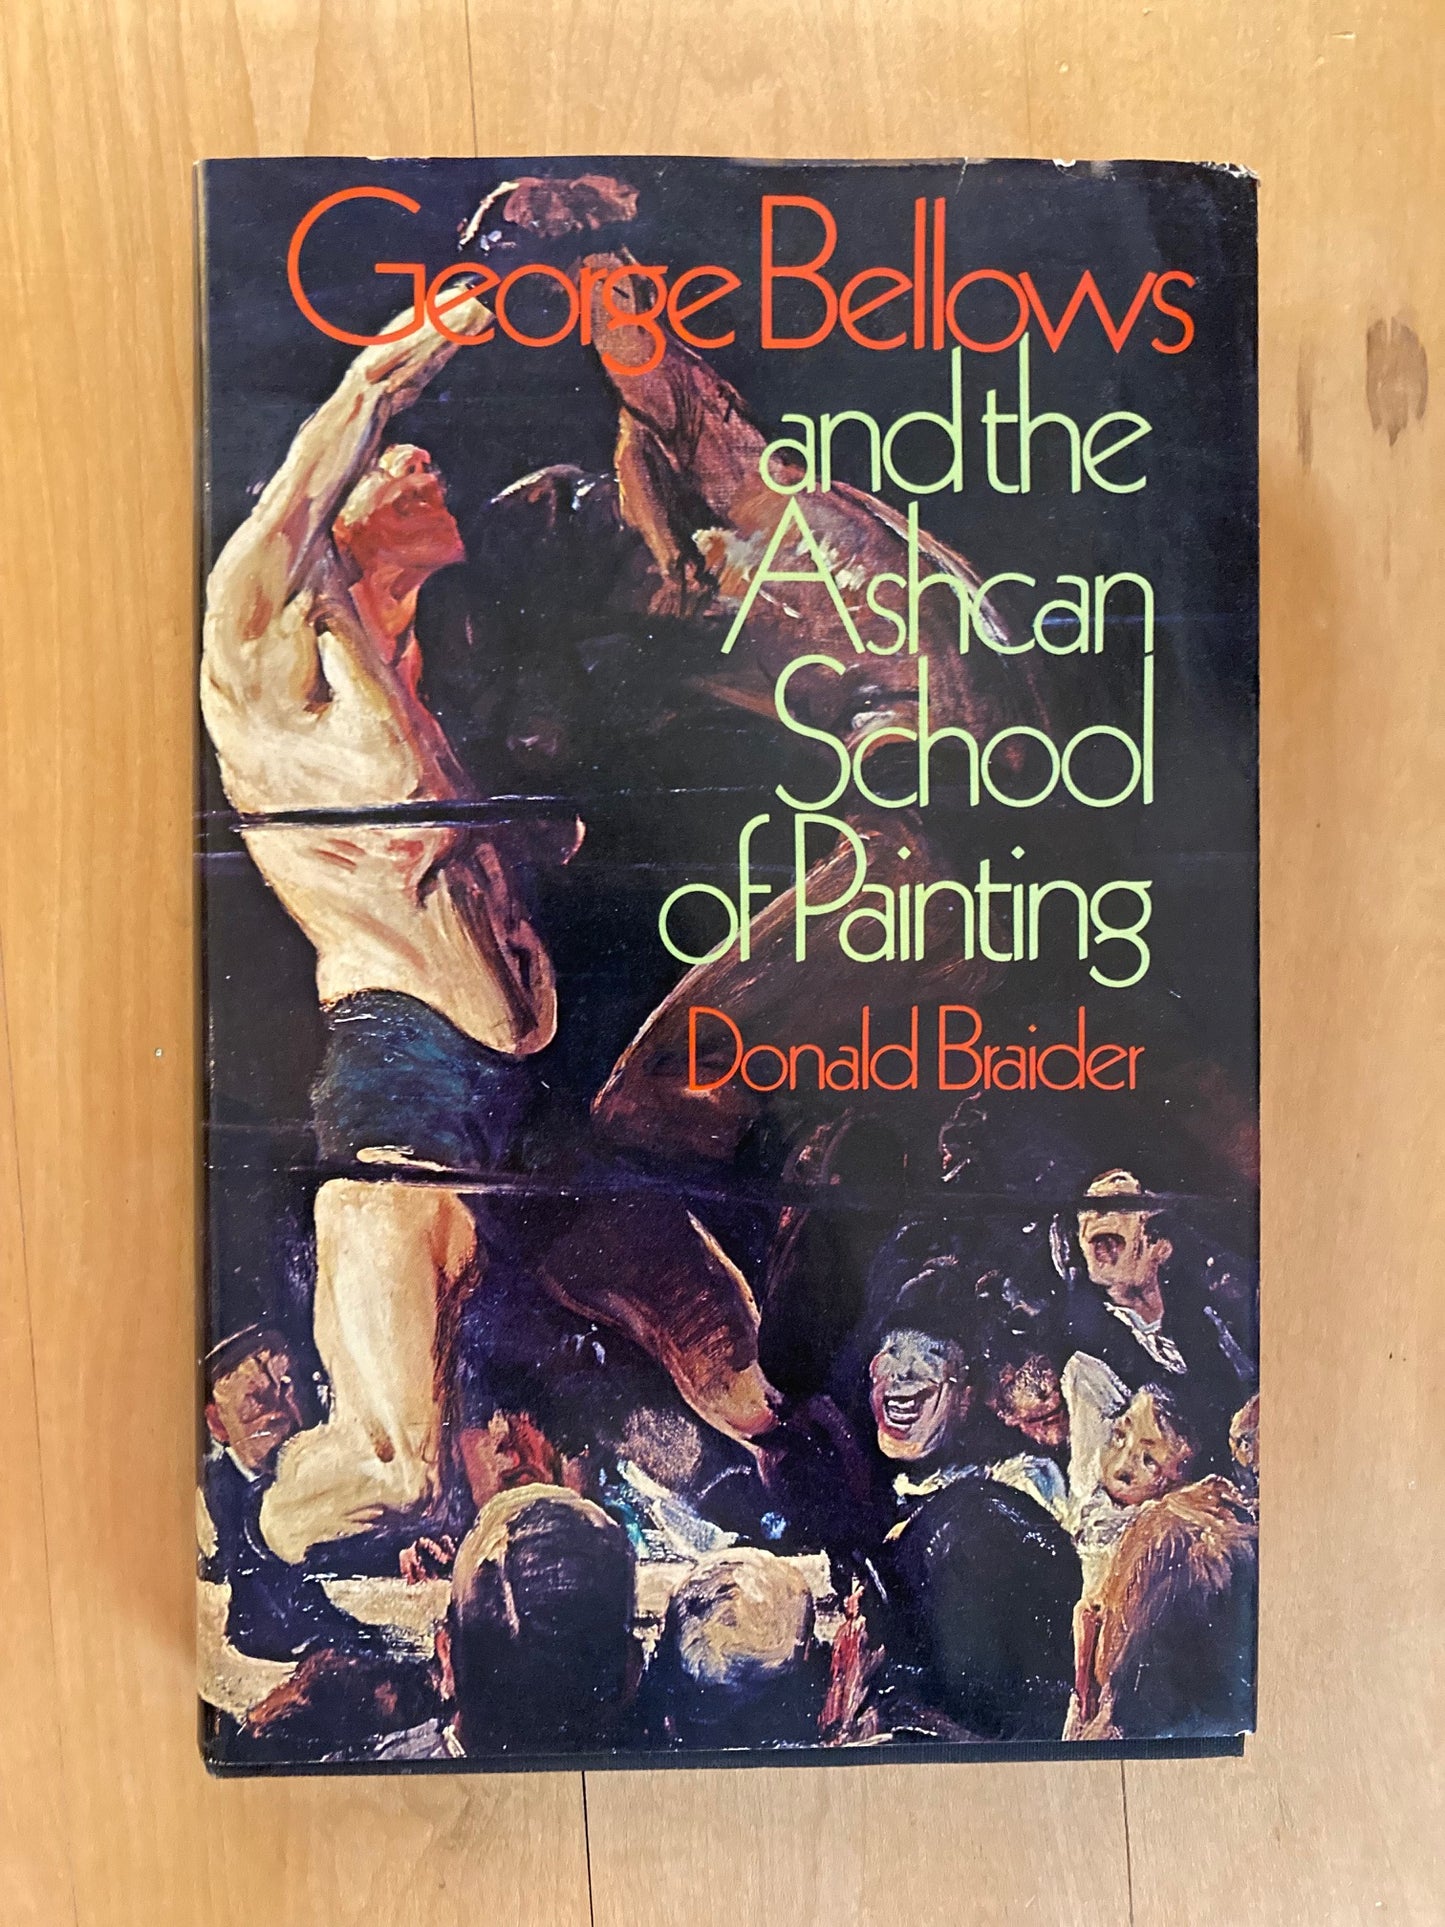 George Bellows
and the
Ashcan
School
of Painting
Donald Braider